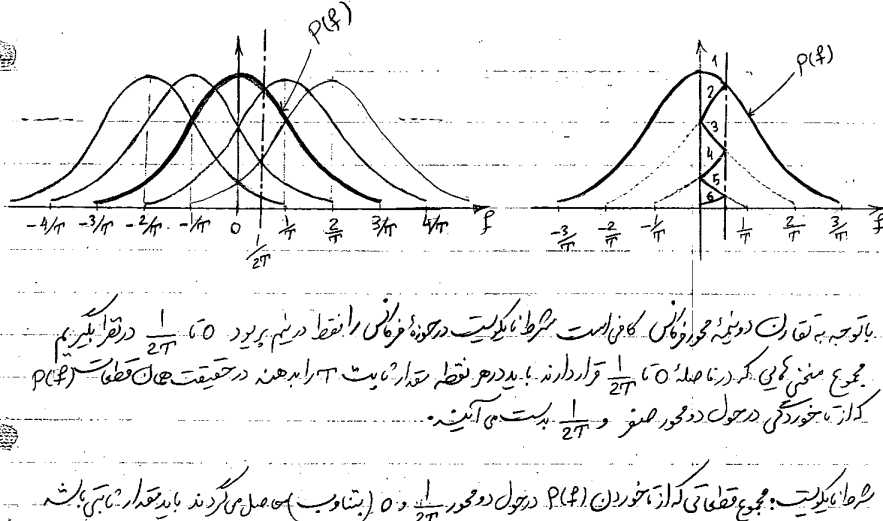 P(f)
-4/T -3/T -2/T -1/T 0 1/T 2/T 3/T 4/T f
1/2T
P(f)
1
2
3
4
5
6
-3/T -2/T -1/T 1/T 2/T 3/T f
باتوجه به تقارن دو نیمهٔ محور فرکانس کافی است شرط نایکوئیست در حوزهٔ فرکانس را فقط در نیم پریود 0 تا 1/2T در نظر بگیریم
مجموع منحنی هایی که در فاصلهٔ 0 تا 1/2T قرار دارند باید در هر نقطه مقدار ثابت T را بدهند در حقیقت همان قطعات P(f)
که از تا خوردگی در حول دو محور صفر و 1/2T بدست می آیند.
شرط نایکوئیست: مجموع قطعاتی که از تا خوردن P(f) در حول دو محور 1/2T و 0 (بتناوب) حاصل می گردند باید مقدار ثابتی باشد